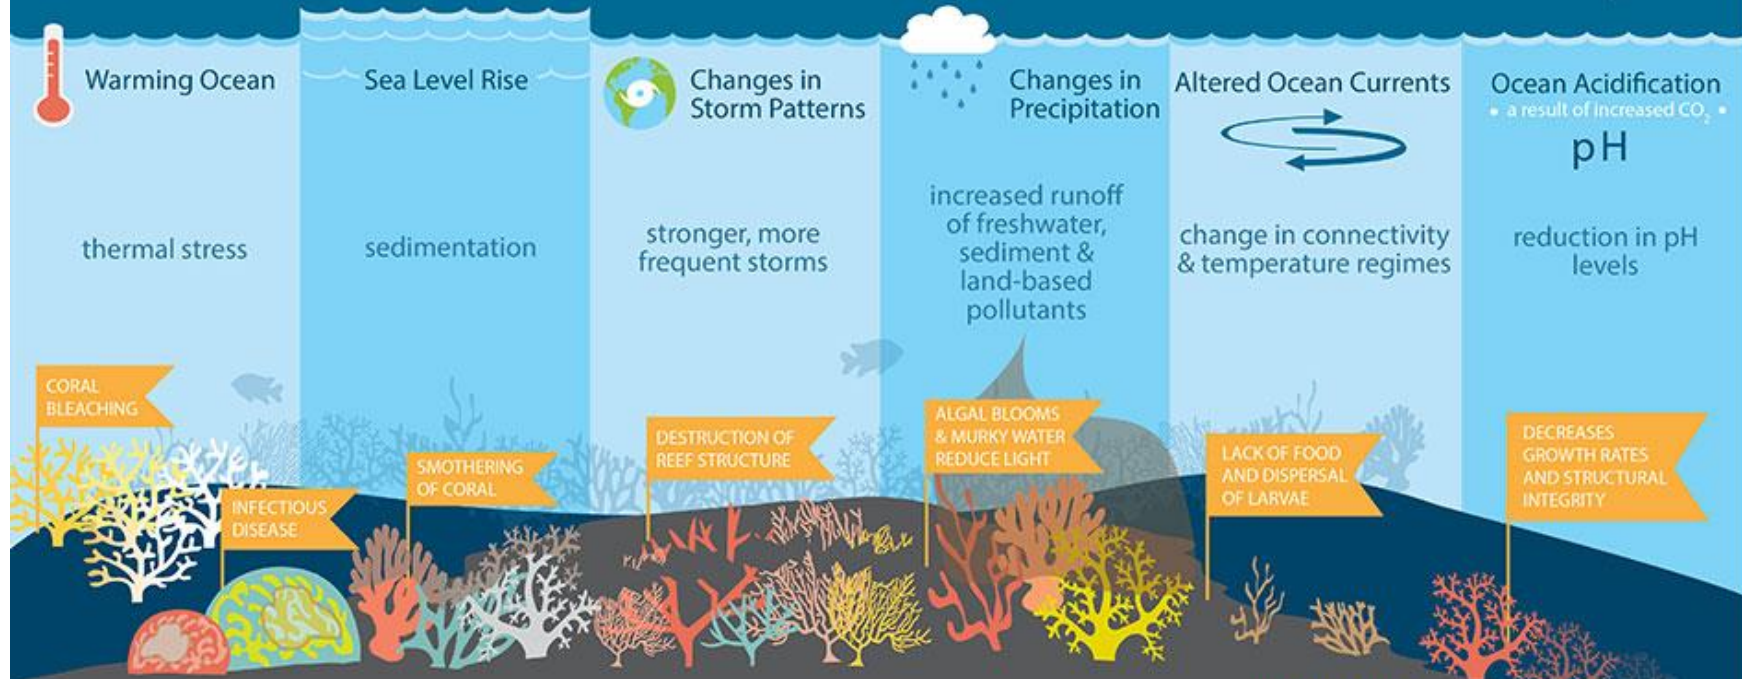 Warming Ocean
thermal stress
CORAL
BLEACHING
INFECTIOUS
DISEASE
Sea Level Rise
sedimentation
SMOTHERING
OF CORAL
Changes in
Storm Patterns
stronger, more
frequent storms
DESTRUCTION OF
REEF STRUCTURE
Changes in
Precipitation
increased runoff
of freshwater,
sediment &
land-based
pollutants
ALGAL BLOOMS
& MURKY WATER
REDUCE LIGHT
Altered Ocean Currents
change in connectivity
& temperature regimes
LACK OF FOOD
AND DISPERSAL
OF LARVAE
Ocean Acidification
• a result of increased CO₂ •
pH
reduction in pH
levels
DECREASES
GROWTH RATES
AND STRUCTURAL
INTEGRITY